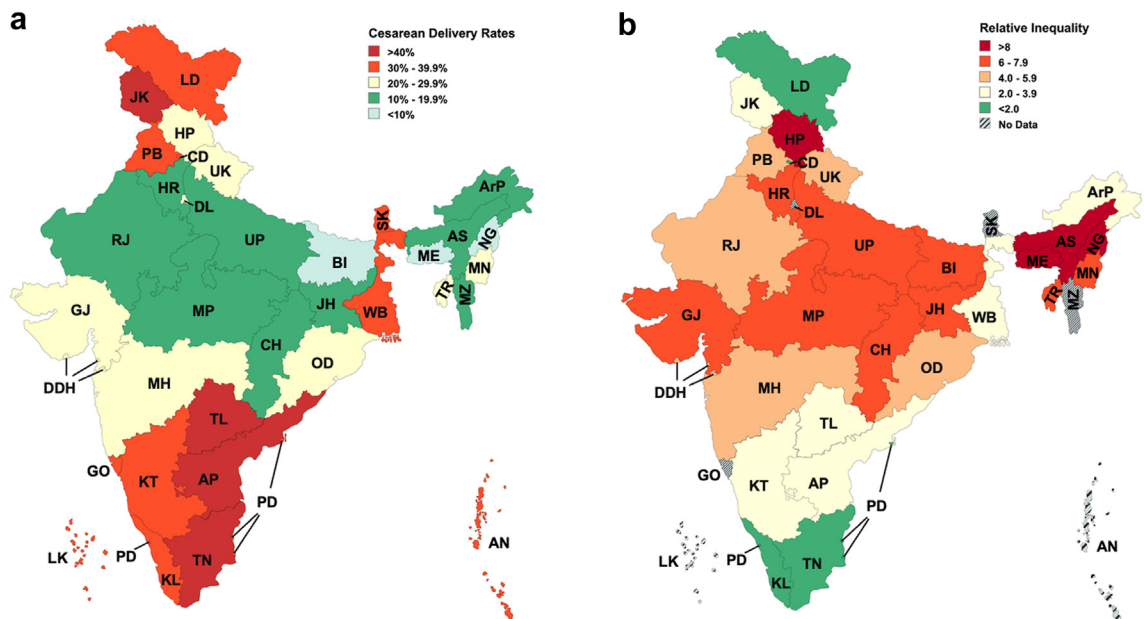 a
Cesarean Delivery Rates
>40%
30% - 39.9%
20% - 29.9%
10% - 19.9%
<10%
LD
JK
HP
PB
CD
UK
HR
DL
ArP
SK
RJ
UP
AS
NG
BI
ME
MN
TR
MZ
GJ
MP
JH
WB
CH
OD
DDH
MH
TL
GO
KT
AP
PD
LK
PD
TN
KL
AN
b
Relative Inequality
>8
6 - 7.9
4.0 - 5.9
2.0 - 3.9
<2.0
No Data
LD
JK
HP
PB
CD
UK
HR
DL
ArP
SK
RJ
UP
AS
NG
BI
ME
MN
TR
MZ
GJ
MP
JH
WB
CH
OD
DDH
MH
TL
GO
KT
AP
PD
LK
PD
TN
KL
AN